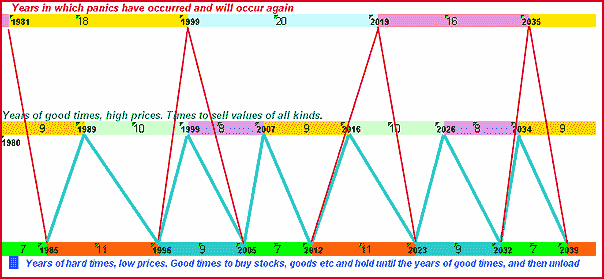 Years in which panics have occurred and will occur again
1981 18 1999 20 2019 16 2035
Years of good times, high prices. Times to sell values of all kinds.
9 1989 10 1999 8 2007 9 2016 10 2026 8 2034 9
1980
7 1985 11 1996 9 2005 7 2012 11 2023 9 2032 7 2039
Years of hard times, low prices. Good times to buy stocks, goods etc and hold until the years of good times, and then unload